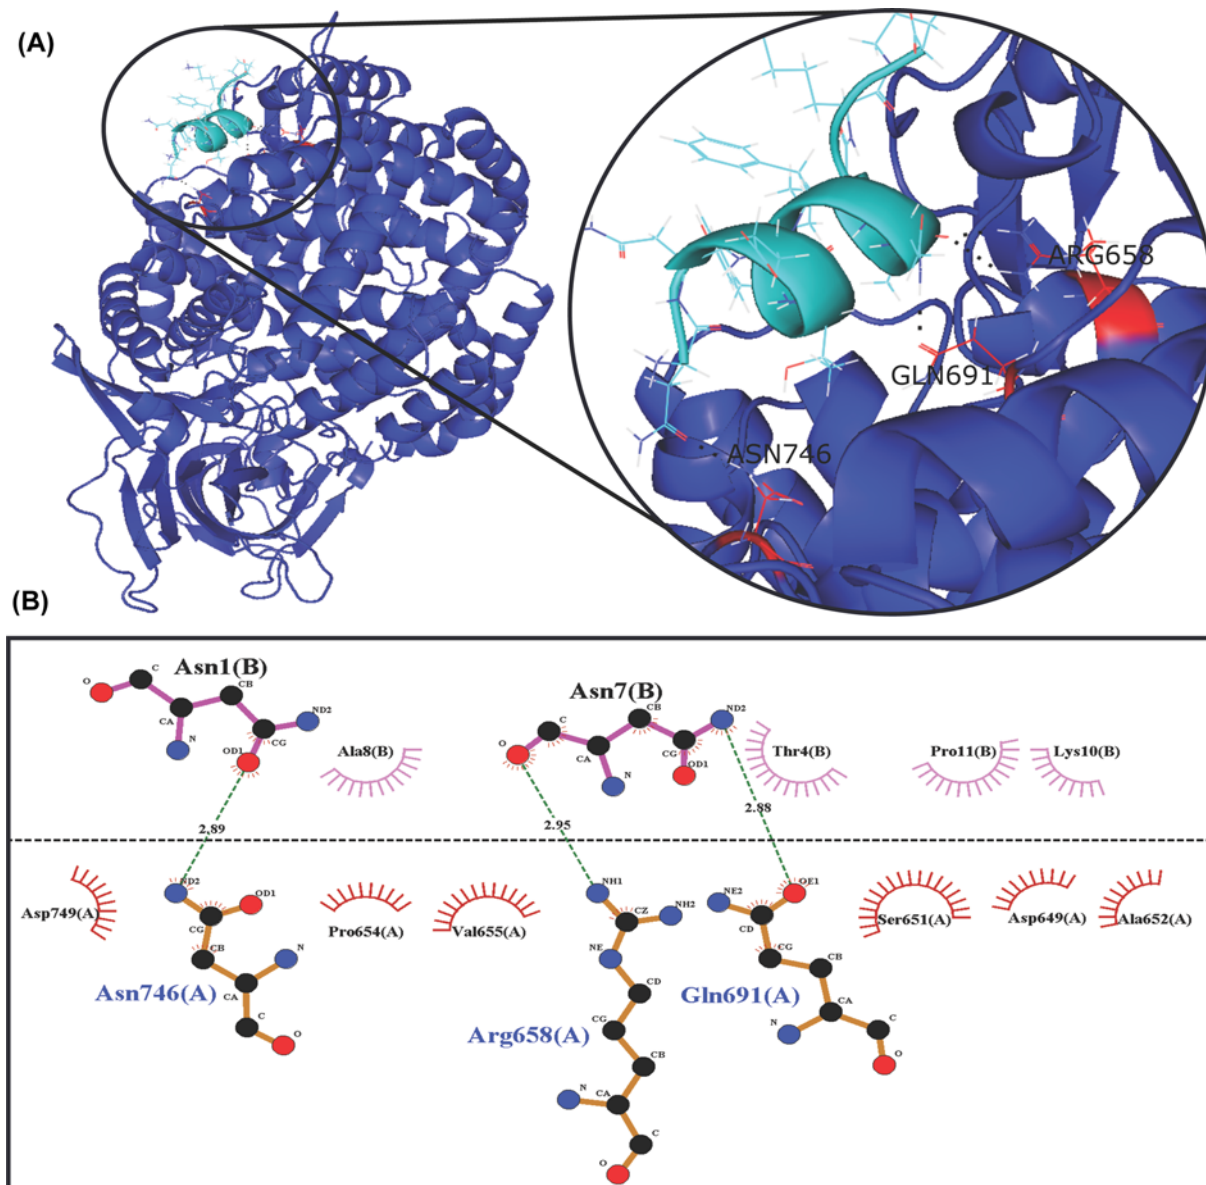 (A)
ARG658
GLN691
ASN746
(B)
Asn1(B)
Asn7(B)
O
C
CB
ND2
CA
CG
N
OD1
Ala8(B)
O
C
CB
ND2
CA
CG
OD1
N
Thr4(B)
Pro11(B)
Lys10(B)
2.89
2.95
2.88
Asp749(A)
ND2
OD1
CG
CB
N
CA
C
O
Asn746(A)
Pro654(A)
Val655(A)
NH1
NH2
CZ
NE
CD
CG
CB
N
CA
C
O
Arg658(A)
NE2
OE1
CD
CG
CB
CA
N
C
O
Gln691(A)
Ser651(A)
Asp649(A)
Ala652(A)